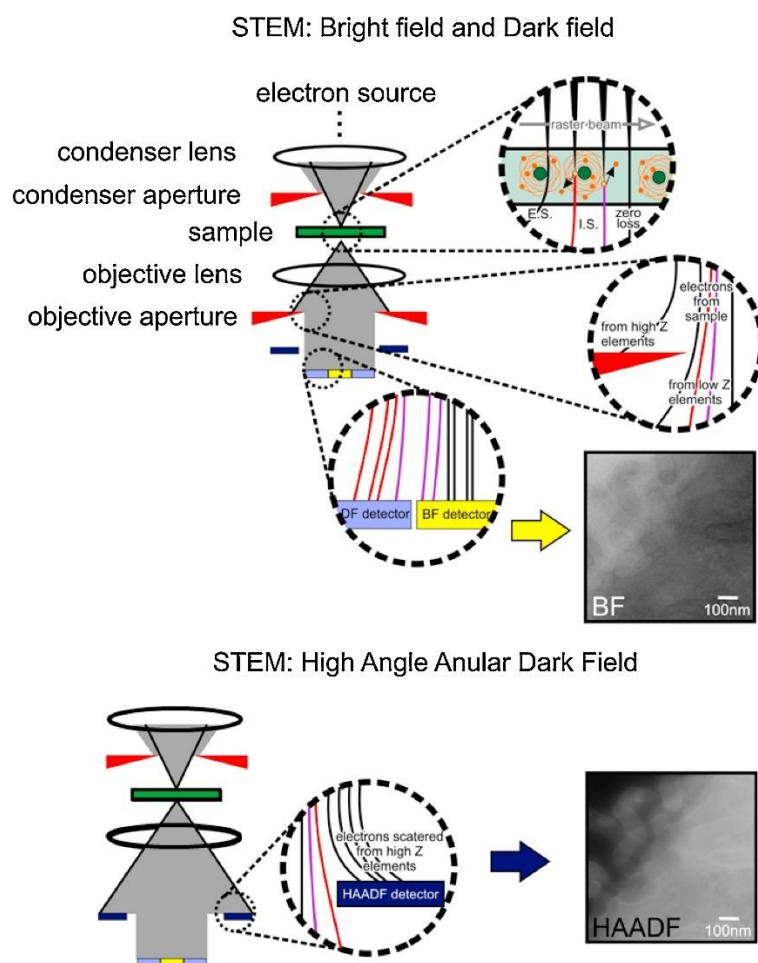 STEM: Bright field and Dark field
electron source
condenser lens
condenser aperture
sample
objective lens
objective aperture
raster beam
E.S.
I.S.
zero
loss
electrons
from
sample
from high Z
elements
from low Z
elements
DF detector
BF detector
BF
100nm
STEM: High Angle Anular Dark Field
electrons scatered
from high Z
elements
HAADF detector
HAADF
100nm